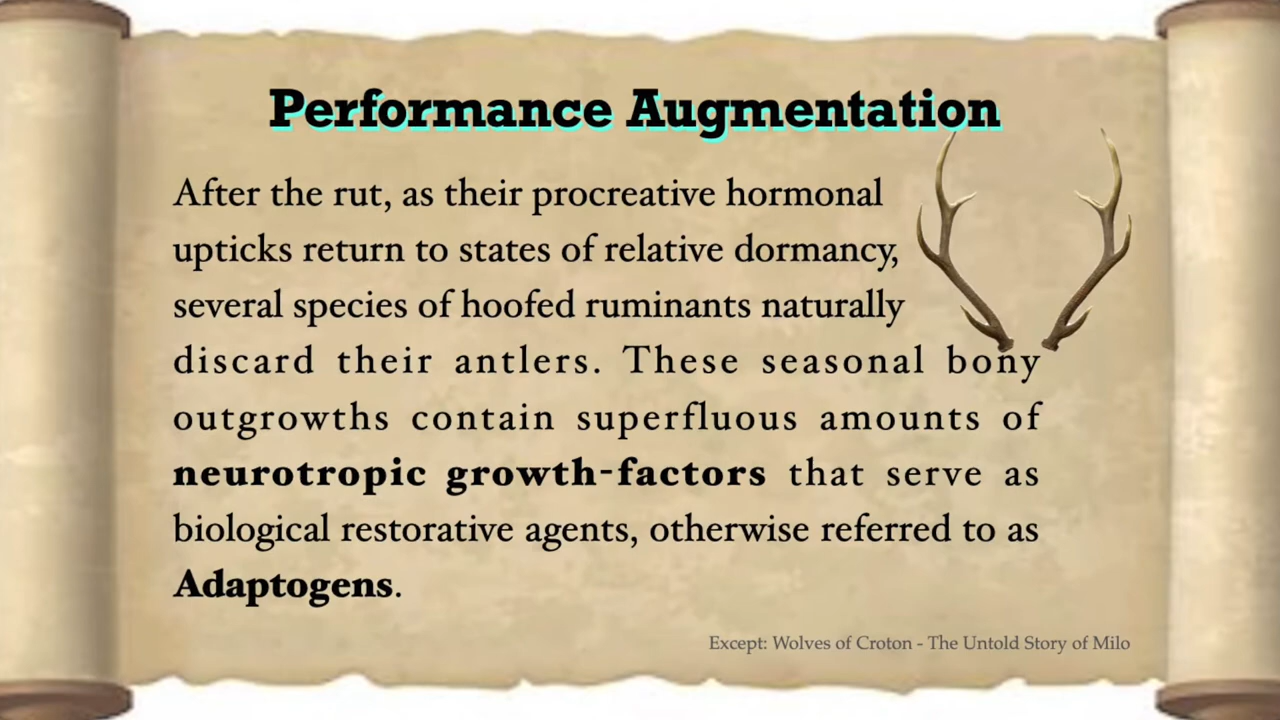 Performance Augmentation
After the rut, as their procreative hormonal
upticks return to states of relative dormancy,
several species of hoofed ruminants naturally
discard their antlers. These seasonal bony
outgrowths contain superfluous amounts of
neurotropic growth-factors that serve as
biological restorative agents, otherwise referred to as
Adaptogens.
Except: Wolves of Croton - The Untold Story of Milo